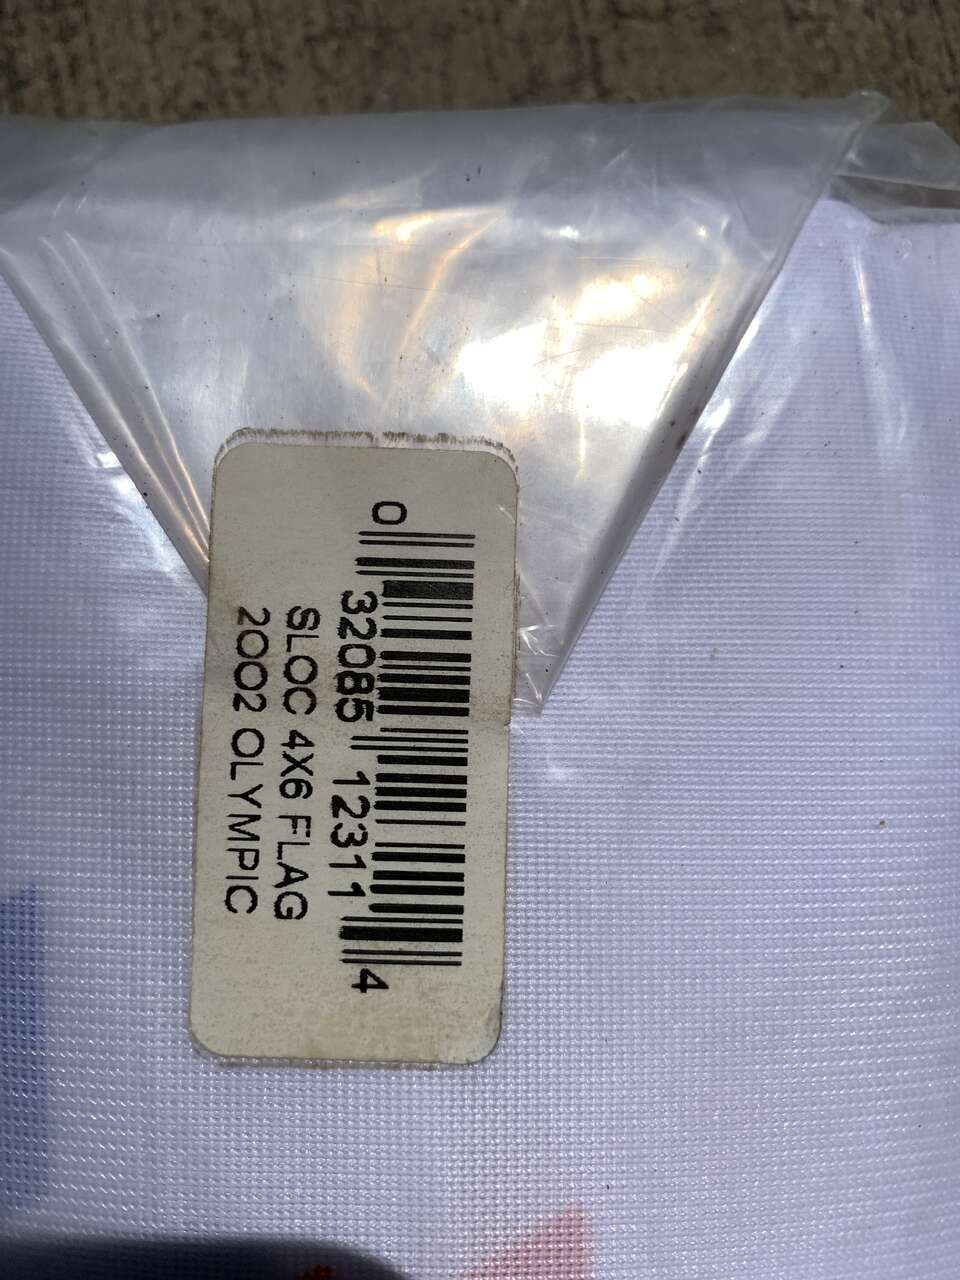 0 32085 12311 4
SLOC 4X6 FLAG
2002 OLYMPIC